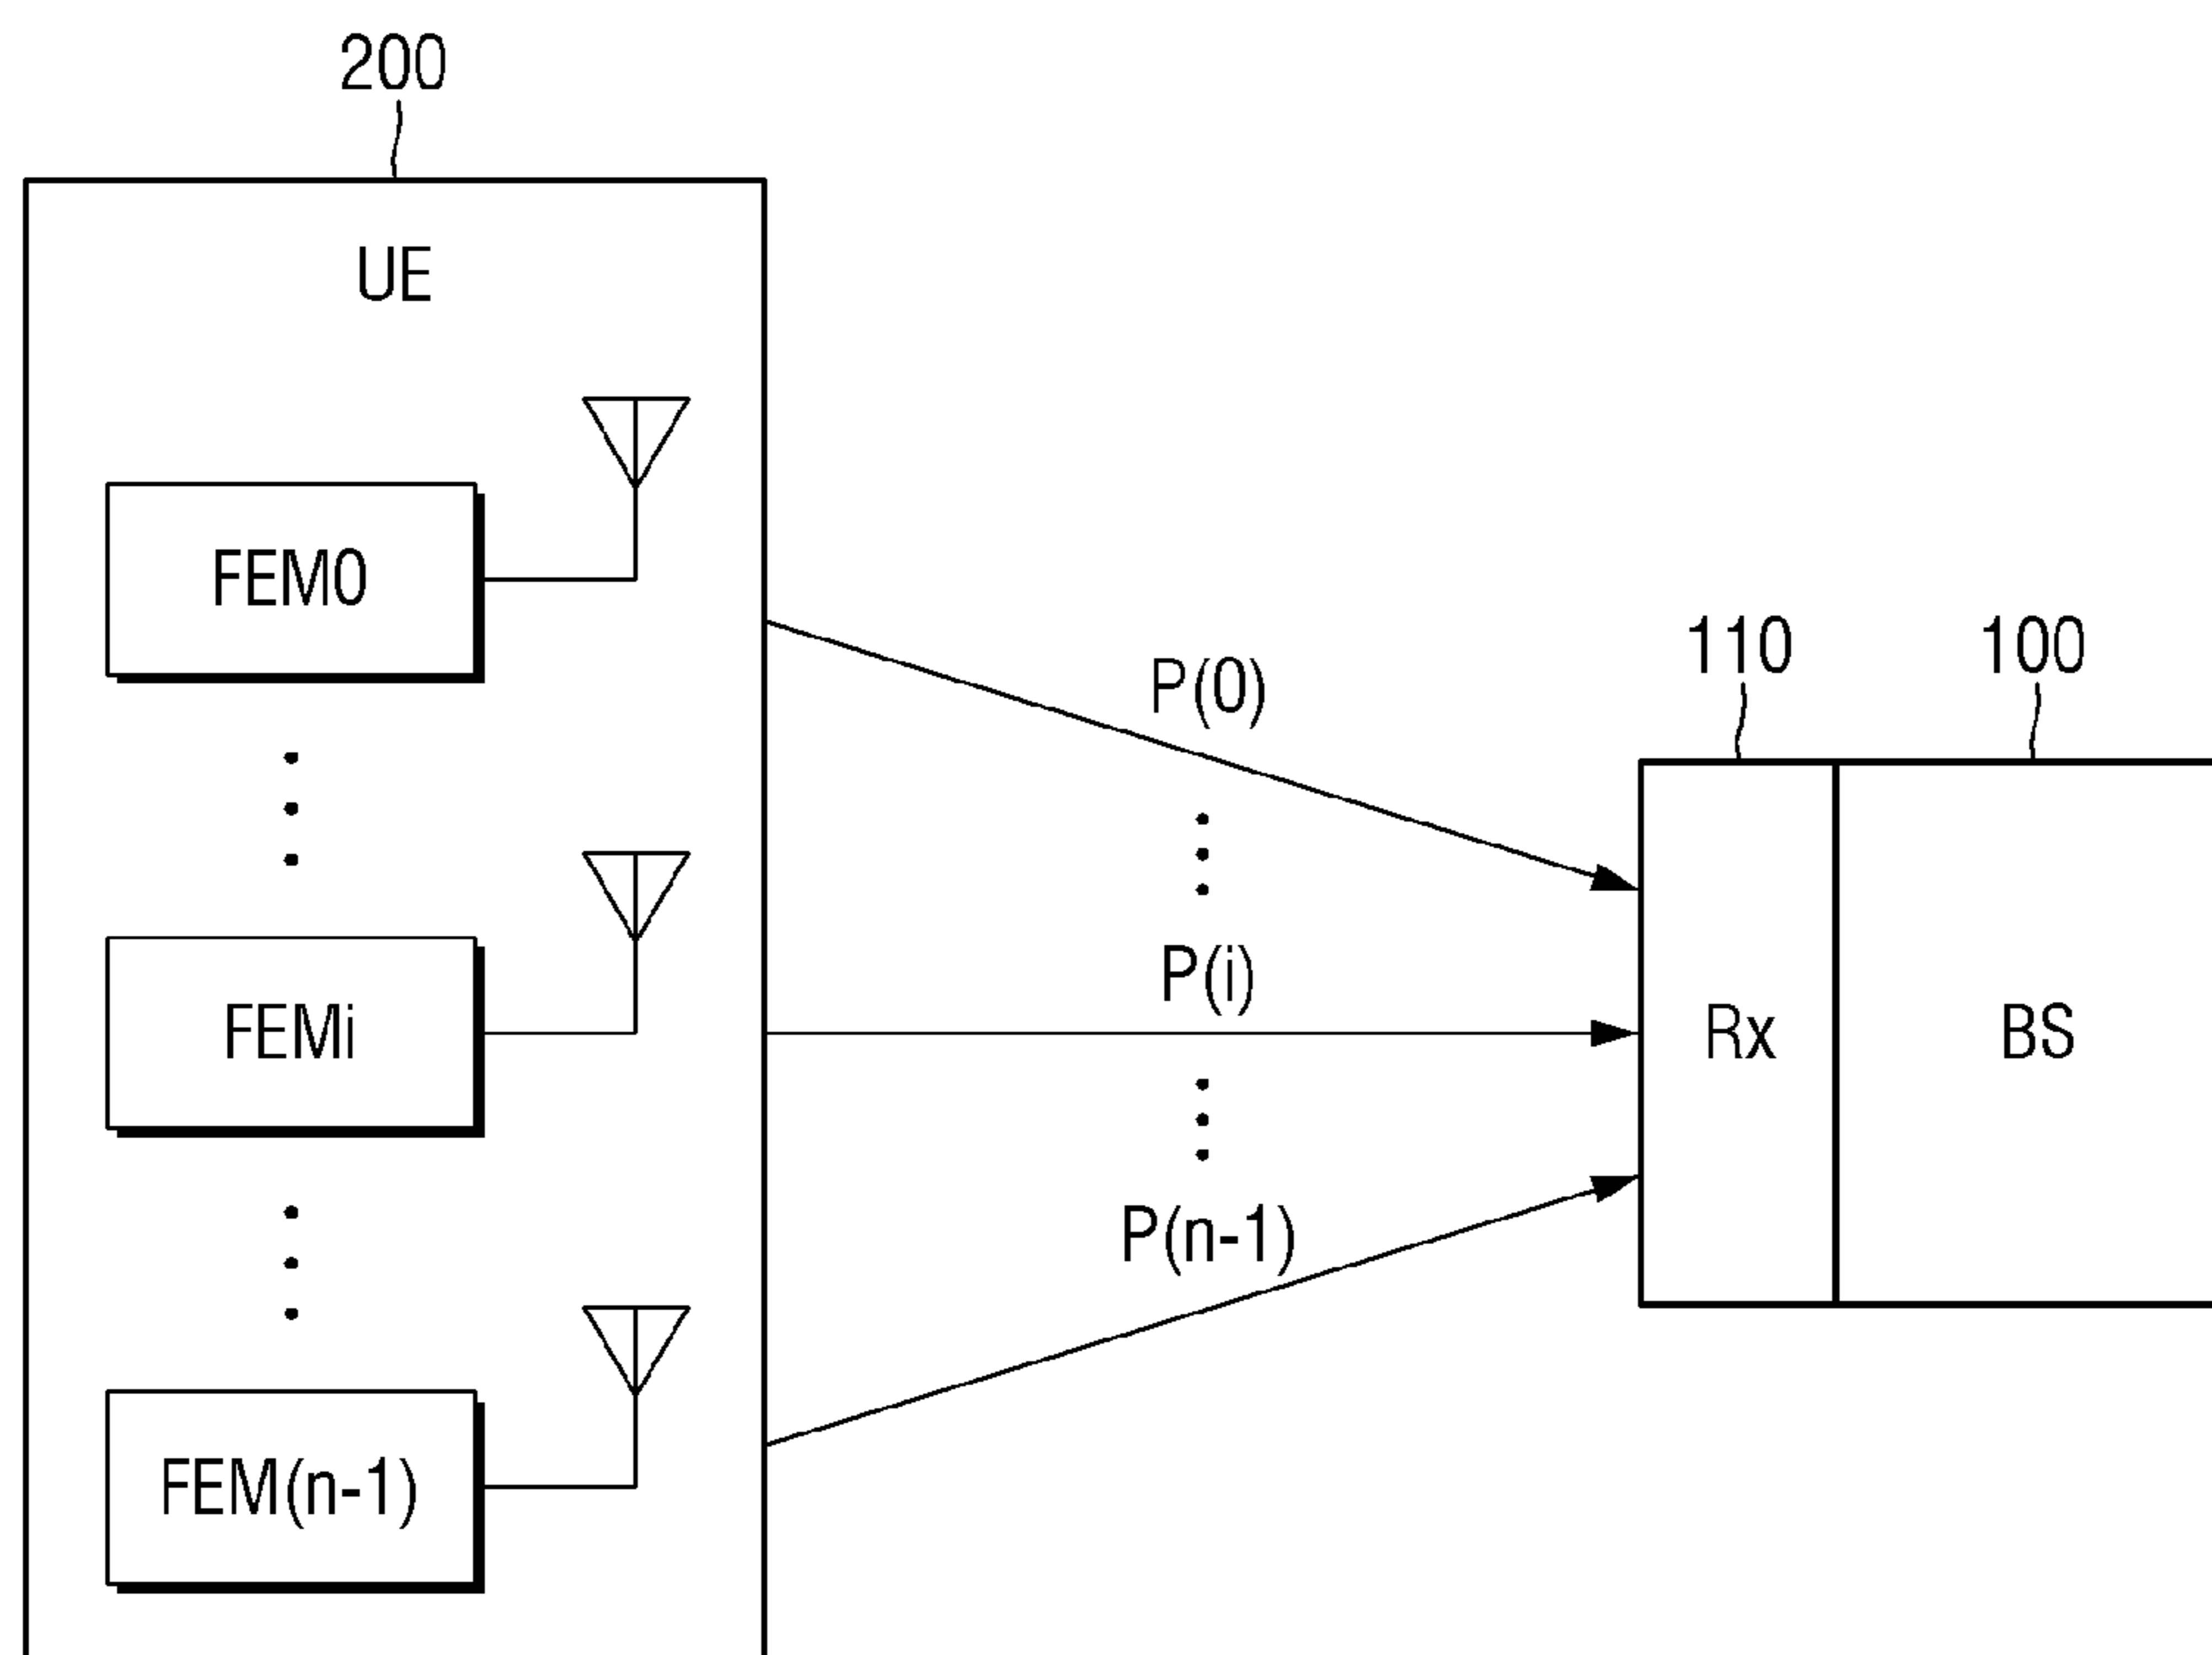 200
UE
FEM0
P(0)
110
100
P(i)
FEMi
Rx
BS
P(n-1)
FEM(n-1)